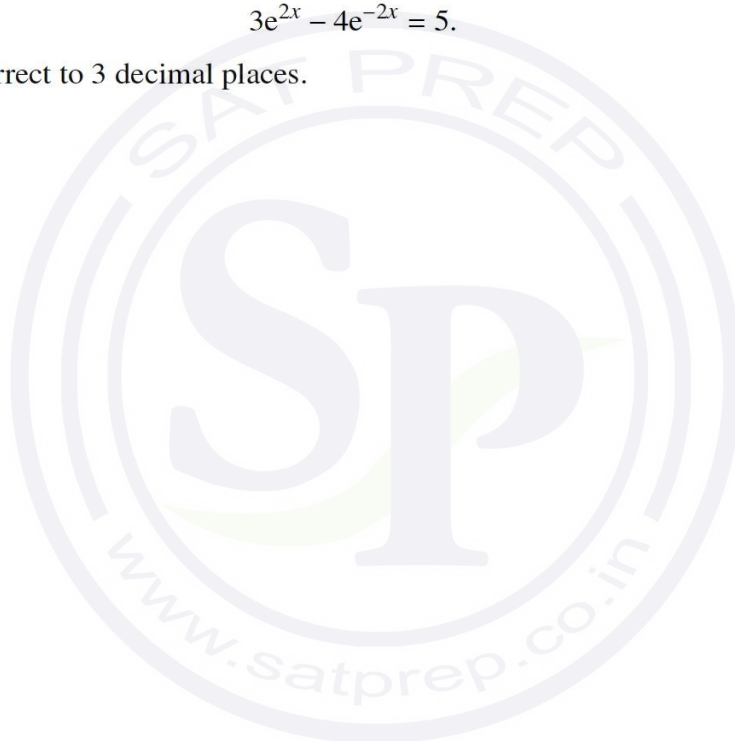 3e^{2x} – 4e^{–2x} = 5.
rrect to 3 decimal places.
SAT PREP
SP
www.satprep.co.in